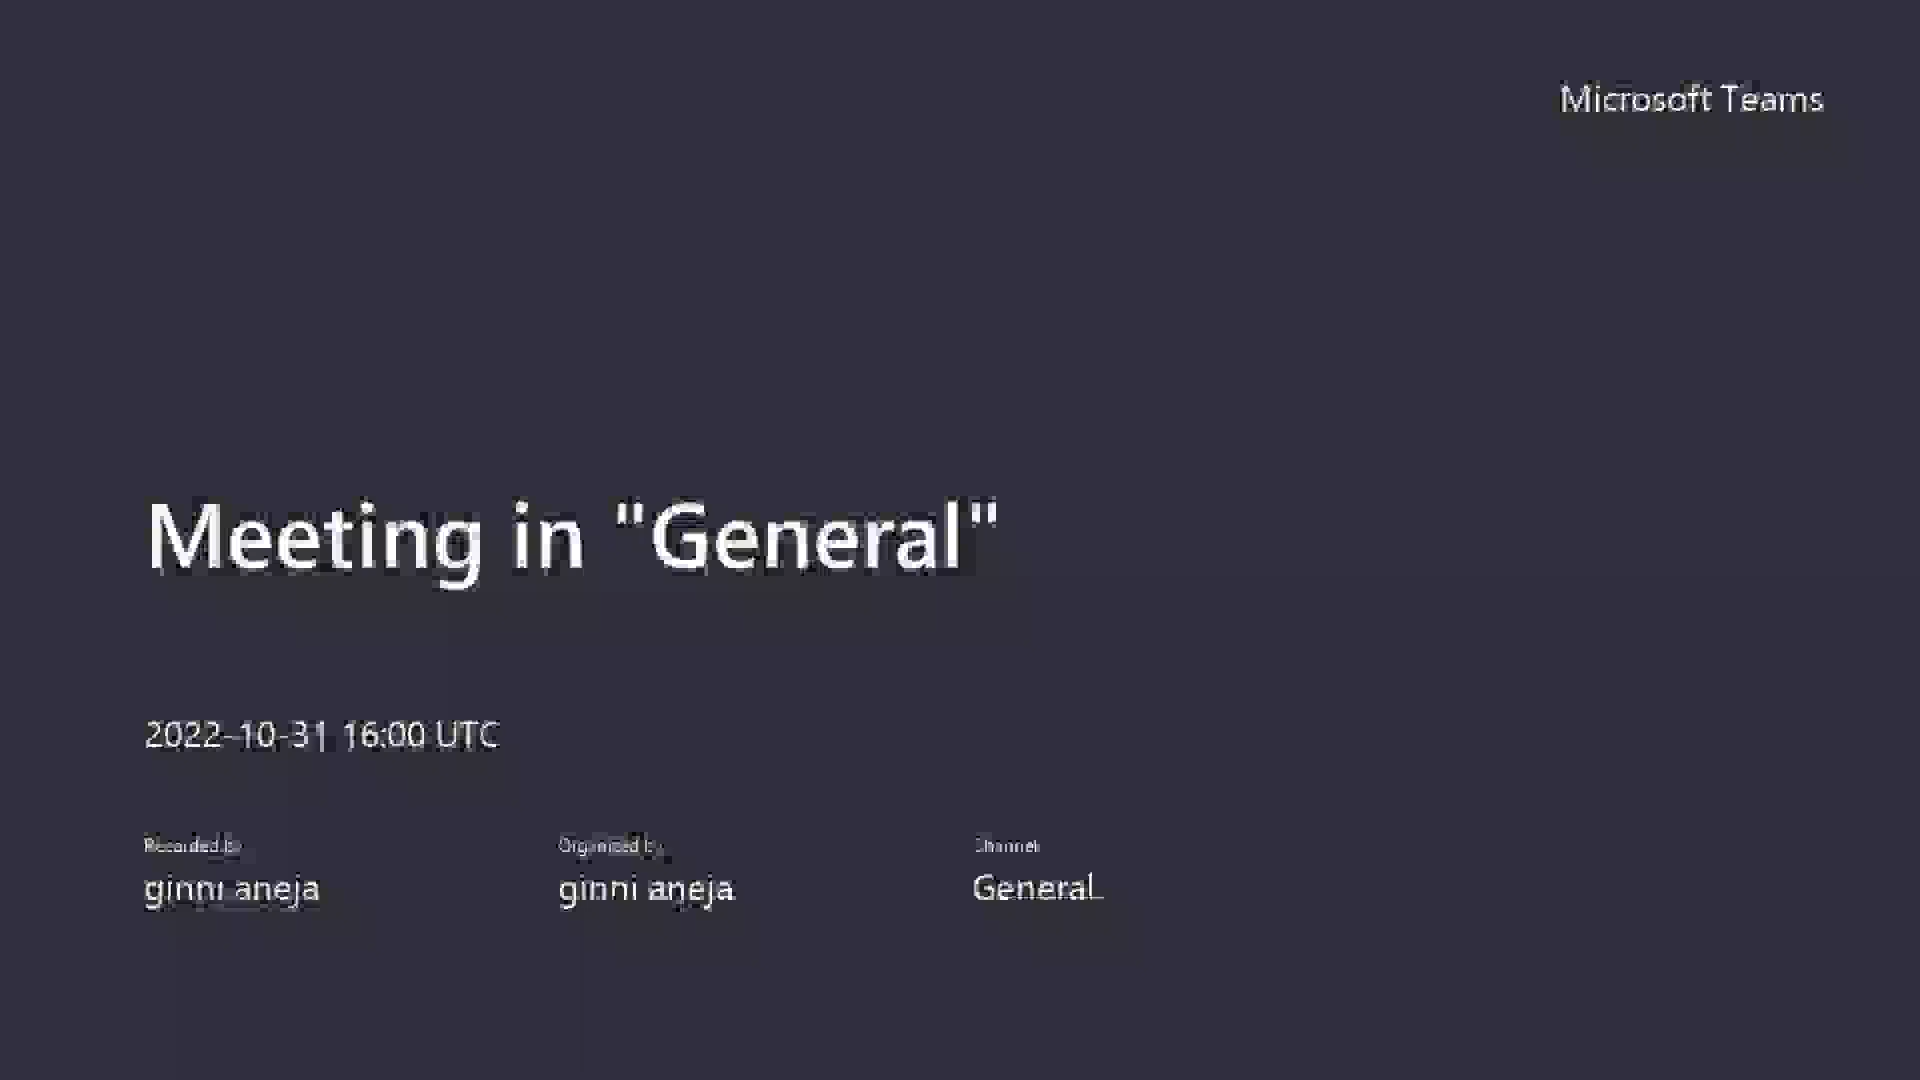 Microsoft Teams
Meeting in "General"
2022-10-31 16:00 UTC
Recorded by
Organized by
Channel
ginni aneja
ginni aneja
General